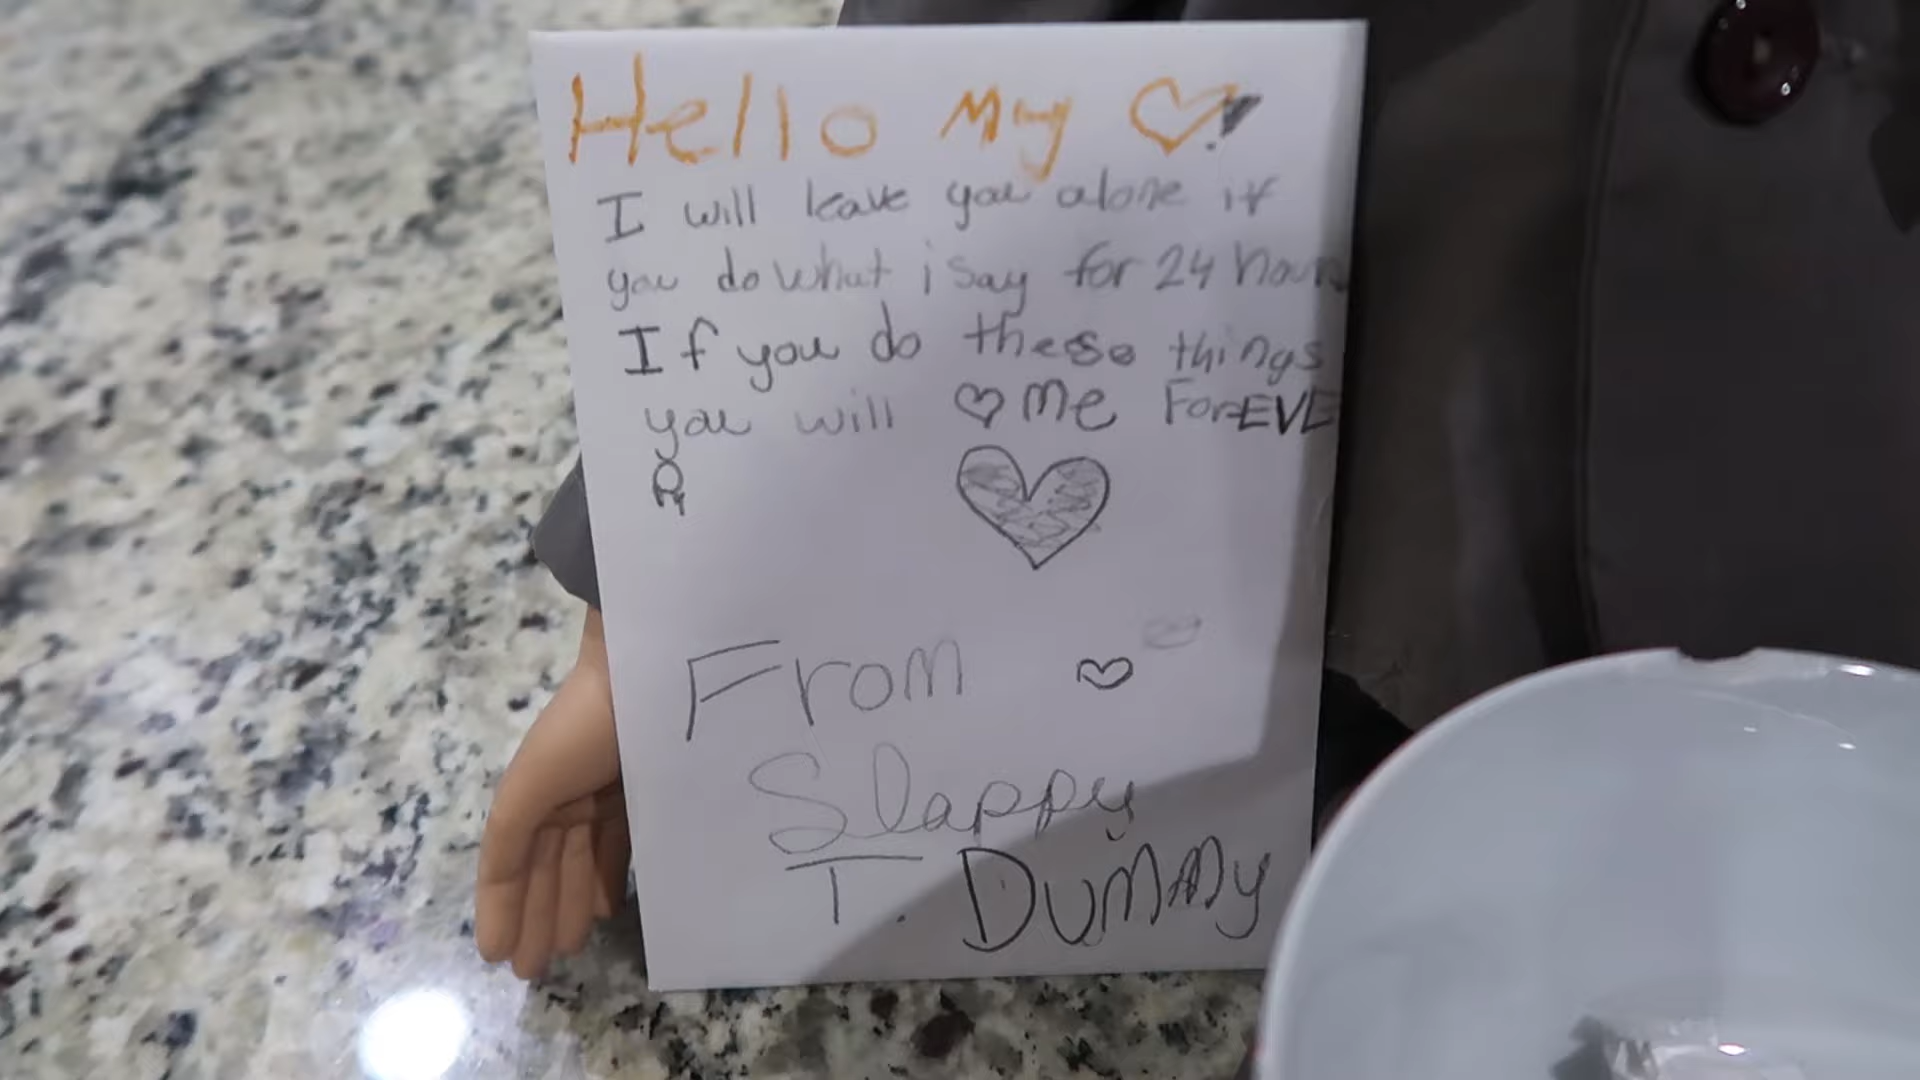 Hello My ♡!
I will leave you alone if
you do what i say for 24 hours
If you do these things
you will ♡ me ForEVE
R
From ♡
Slappy
T. Dummy